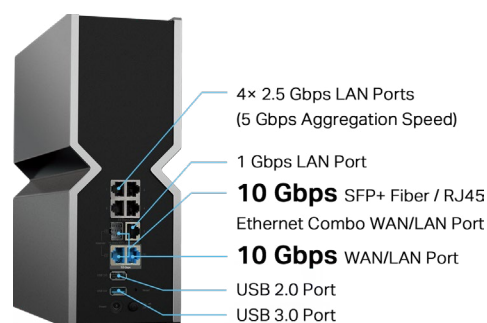 4× 2.5 Gbps LAN Ports
(5 Gbps Aggregation Speed)
1 Gbps LAN Port
10 Gbps SFP+ Fiber / RJ45
Ethernet Combo WAN/LAN Port
10 Gbps WAN/LAN Port
USB 2.0 Port
USB 3.0 Port